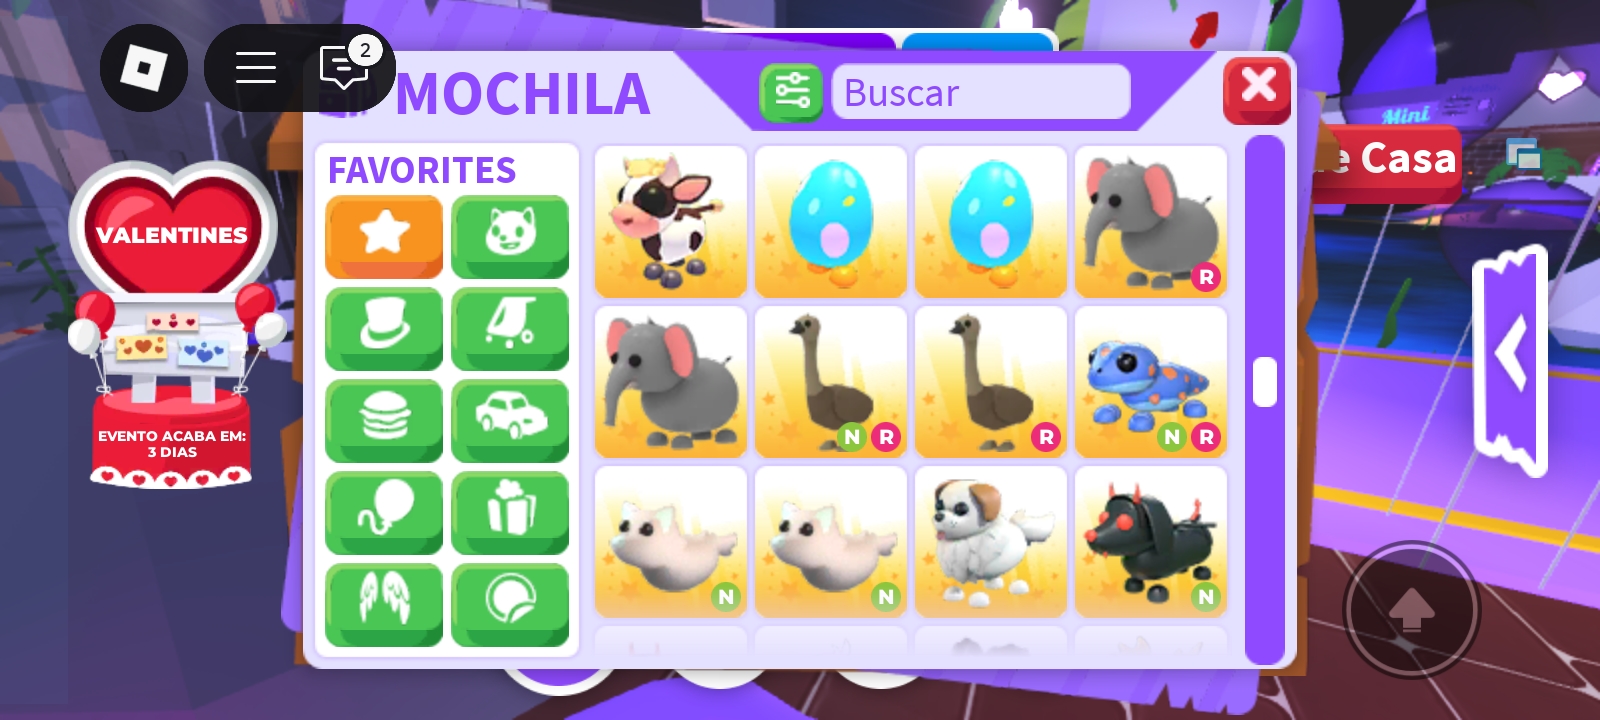 2
MOCHILA
Buscar
Mini
e Casa
FAVORITES
VALENTINES
EVENTO ACABA EM:
3 DIAS
R
N R
R
N R
N
N
N